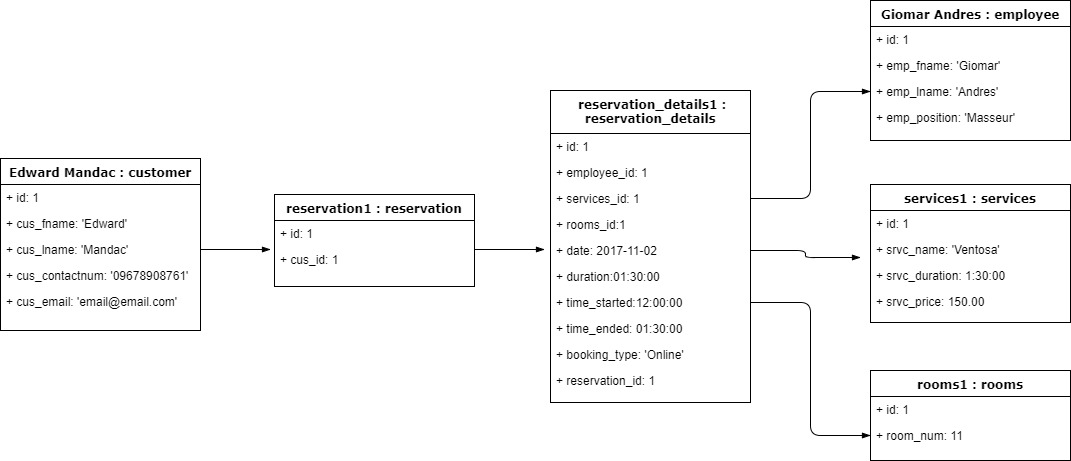 Edward Mandac : customer
+ id: 1
+ cus_fname: 'Edward'
+ cus_lname: 'Mandac'
+ cus_contactnum: '09678908761'
+ cus_email: 'email@email.com'
reservation1 : reservation
+ id: 1
+ cus_id: 1
reservation_details1 :
reservation_details
+ id: 1
+ employee_id: 1
+ services_id: 1
+ rooms_id:1
+ date: 2017-11-02
+ duration:01:30:00
+ time_started:12:00:00
+ time_ended: 01:30:00
+ booking_type: 'Online'
+ reservation_id: 1
Giomar Andres : employee
+ id: 1
+ emp_fname: 'Giomar'
+ emp_lname: 'Andres'
+ emp_position: 'Masseur'
services1 : services
+ id: 1
+ srvc_name: 'Ventosa'
+ srvc_duration: 1:30:00
+ srvc_price: 150.00
rooms1 : rooms
+ id: 1
+ room_num: 11